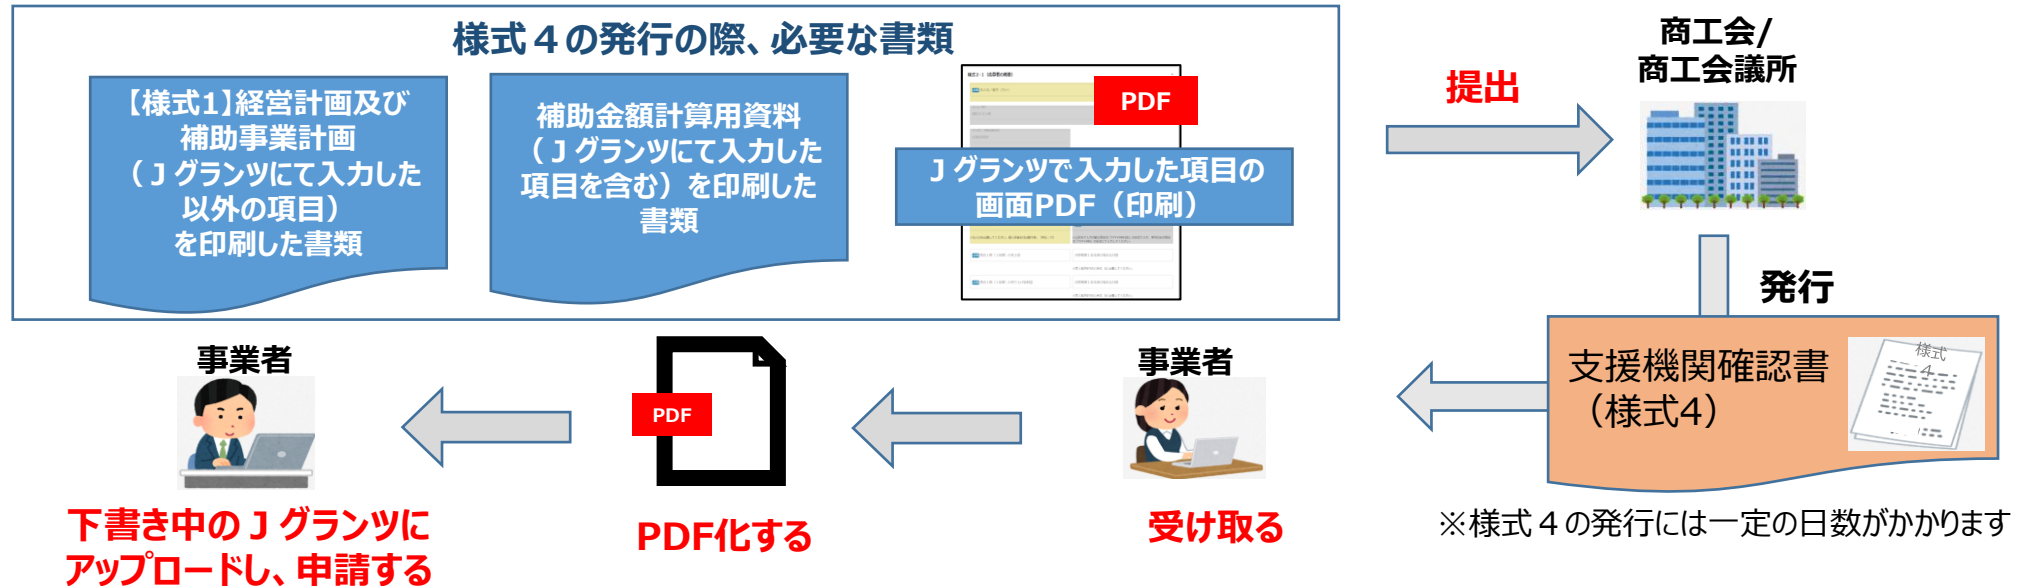 様式４の発行の際、必要な書類
【様式1】経営計画及び
補助事業計画
（Ｊグランツにて入力した
以外の項目）
を印刷した書類
補助金額計算用資料
（Ｊグランツにて入力した
項目を含む）を印刷した
書類
PDF
Ｊグランツで入力した項目の
画面PDF（印刷）
提出
商工会/
商工会議所
発行
支援機関確認書
（様式4）
様式
4
※様式４の発行には一定の日数がかかります
事業者
受け取る
PDF
PDF化する
事業者
下書き中のＪグランツに
アップロードし、申請する